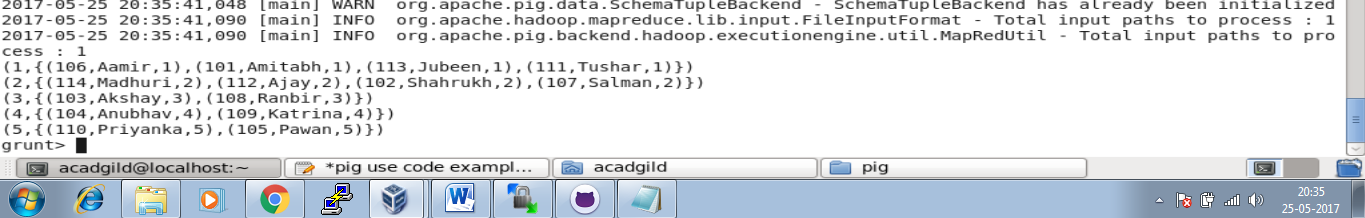 2017-05-25 20:35:41,048 [main] WARN  org.apache.pig.data.SchemaTupleBackend - SchemaTupleBackend has already been initialized
2017-05-25 20:35:41,090 [main] INFO  org.apache.hadoop.mapreduce.lib.input.FileInputFormat - Total input paths to process : 1
2017-05-25 20:35:41,090 [main] INFO  org.apache.pig.backend.hadoop.executionengine.util.MapRedUtil - Total input paths to pro
cess : 1
(1,{(106,Aamir,1),(101,Amitabh,1),(113,Jubeen,1),(111,Tushar,1)})
(2,{(114,Madhuri,2),(112,Ajay,2),(102,Shahrukh,2),(107,Salman,2)})
(3,{(103,Akshay,3),(108,Ranbir,3)})
(4,{(104,Anubhav,4),(109,Katrina,4)})
(5,{(110,Priyanka,5),(105,Pawan,5)})
grunt>
acadgild@localhost:~ *pig use code exampl... acadgild pig
20:35
25-05-2017